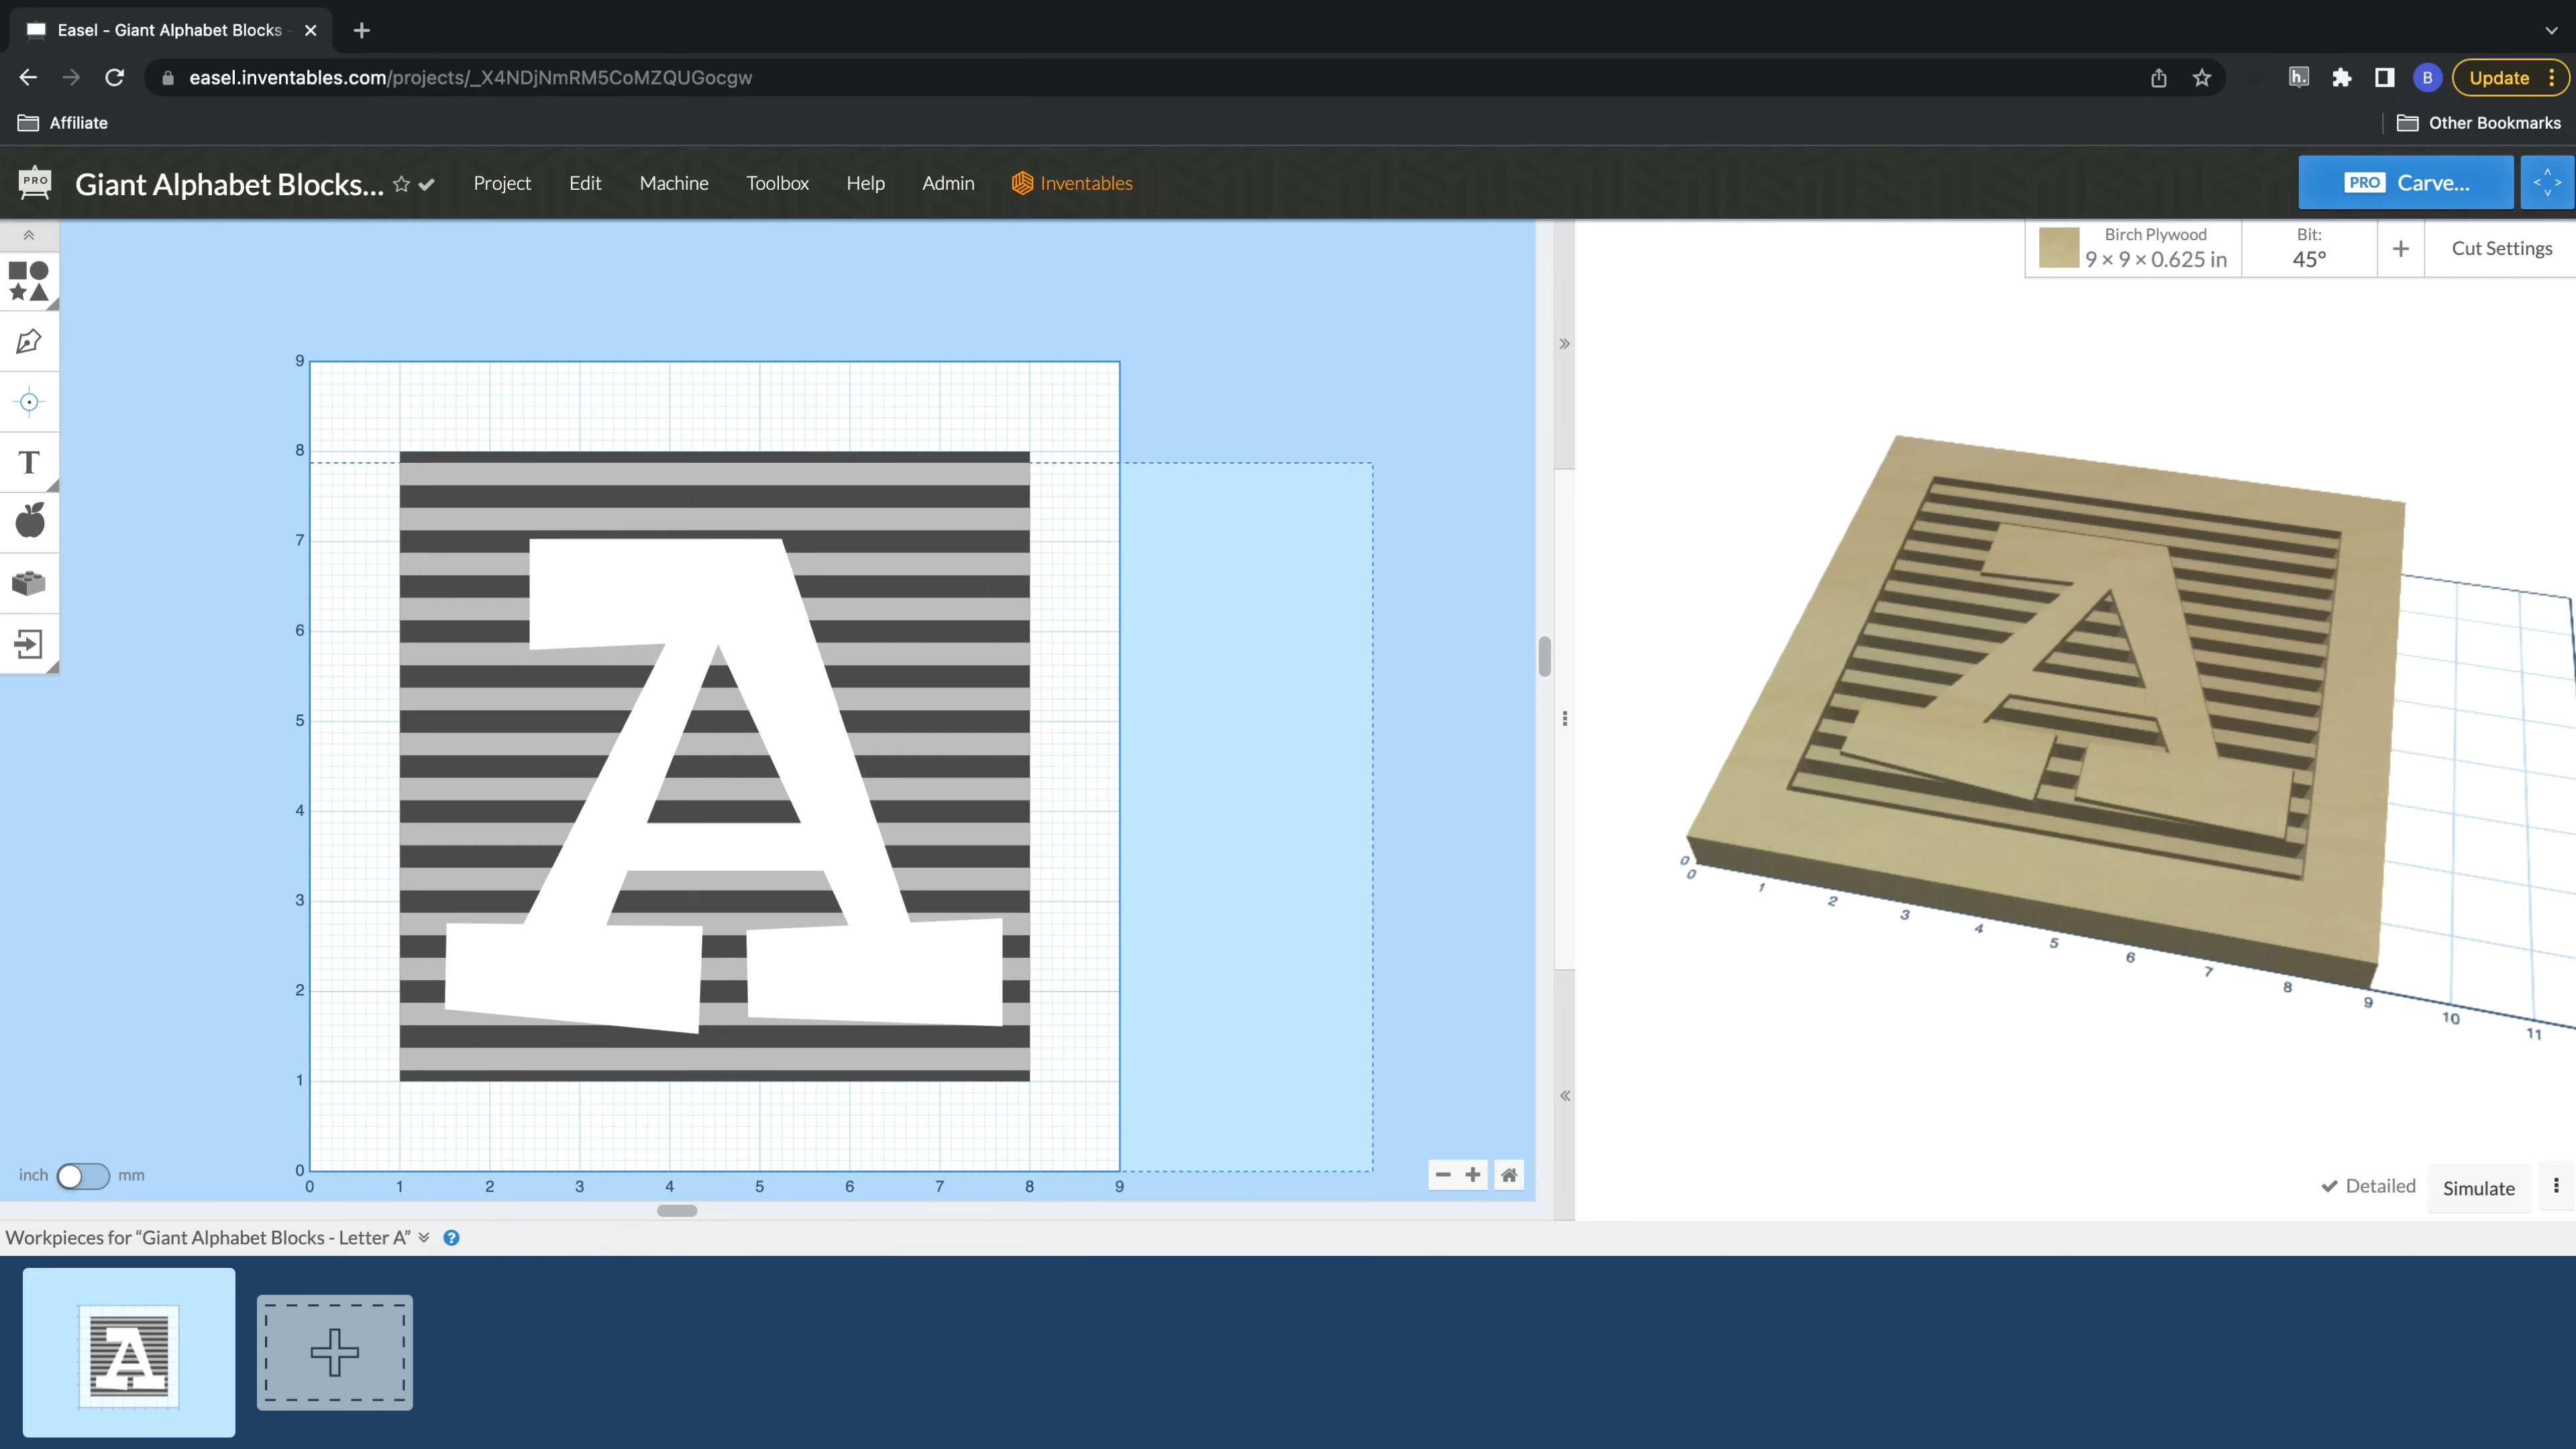 Easel - Giant Alphabet Blocks -
easel.inventables.com/projects/_X4NDjNmRM5CoMZQUGocgw
h.
B
Update
Affiliate
Other Bookmarks
PRO
Giant Alphabet Blocks...
Project
Edit
Machine
Toolbox
Help
Admin
Inventables
PRO Carve...
Birch Plywood
9 × 9 × 0.625 in
Bit:
45°
Cut Settings
T
9
8
7
6
5
4
3
2
1
0
0 1 2 3 4 5 6 7 8 9
A
A
0
0 1 2 3 4 5 6 7 8 9 10 11
inch
mm
Detailed
Simulate
Workpieces for “Giant Alphabet Blocks - Letter A”
?
A